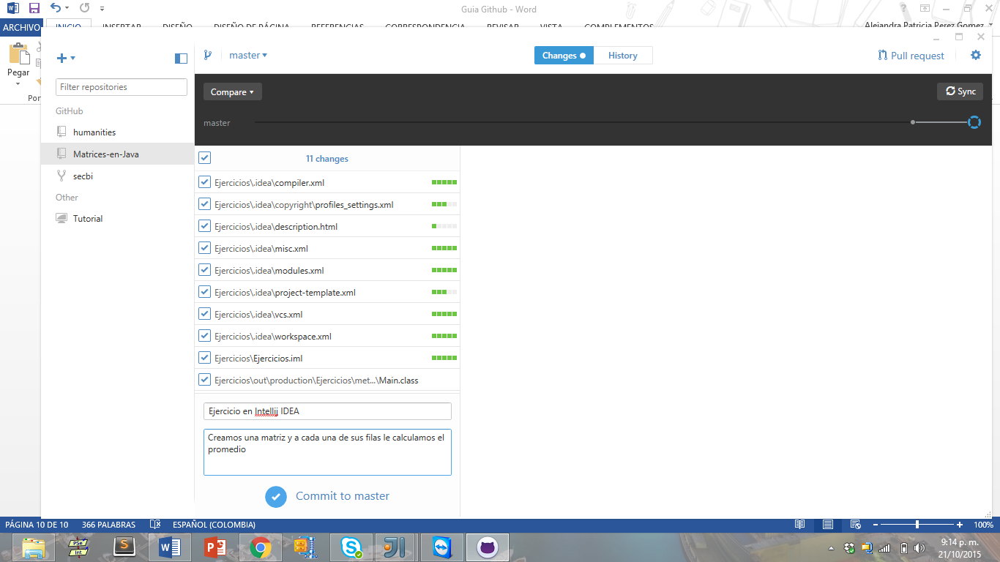 Guia Github - Word
ARCHIVO INICIO INSERTAR DISEÑO DISEÑO DE PÁGINA REFERENCIAS CORRESPONDENCIA REVISAR VISTA COMPLEMENTOS Alejandra Patricia Perez Gomez
Pegar
Por
master
Changes
History
Pull request
Filter repositories
GitHub
humanities
Matrices-en-Java
secbi
Other
Tutorial
Compare
Sync
master
11 changes
Ejercicios\.idea\compiler.xml
Ejercicios\.idea\copyright\profiles_settings.xml
Ejercicios\.idea\description.html
Ejercicios\.idea\misc.xml
Ejercicios\.idea\modules.xml
Ejercicios\.idea\project-template.xml
Ejercicios\.idea\vcs.xml
Ejercicios\.idea\workspace.xml
Ejercicios\Ejercicios.iml
Ejercicios\out\production\Ejercicios\met...\Main.class
Ejercicio en Intellij IDEA
Creamos una matriz y a cada una de sus filas le calculamos el
promedio
Commit to master
PÁGINA 10 DE 10 366 PALABRAS ESPAÑOL (COLOMBIA) 100%
PSe
Int
9:14 p. m.
21/10/2015